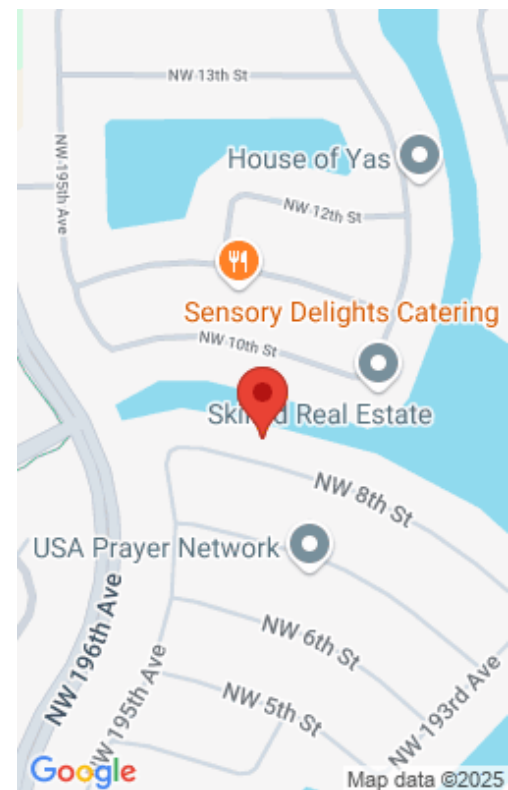 NW 13th St
NW 195th Ave
House of Yas
NW 12th St
Sensory Delights Catering
NW 10th St
Real Estate
NW 8th St
USA Prayer Network
NW 196th Ave
NW 6th St
NW 195th Ave
NW 5th St
NW 193rd Ave
Google
Map data ©2025